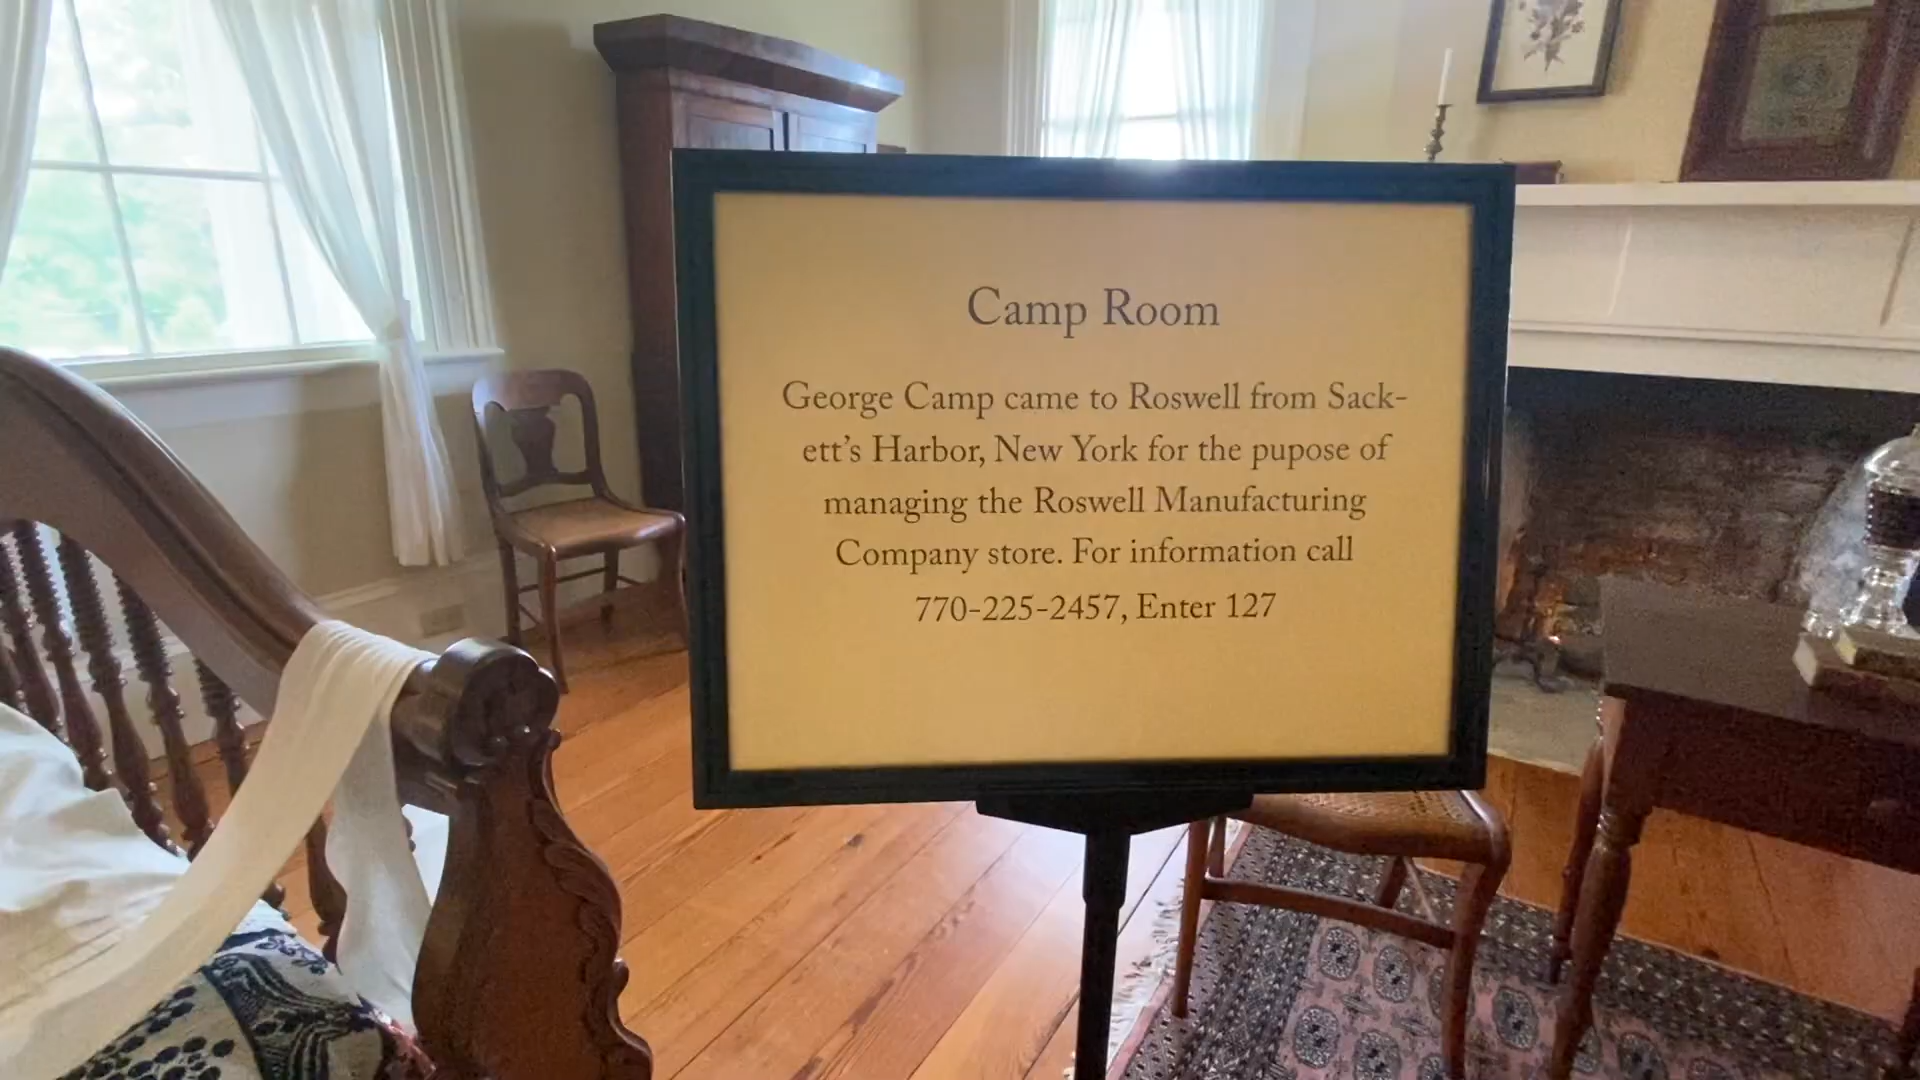 Camp Room
George Camp came to Roswell from Sack-
ett's Harbor, New York for the pupose of
managing the Roswell Manufacturing
Company store. For information call
770-225-2457, Enter 127